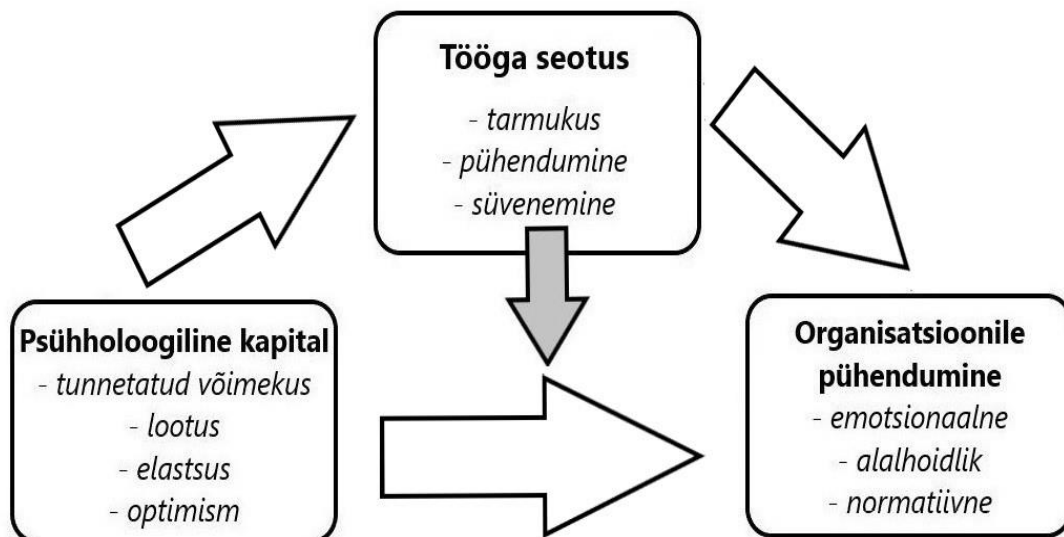 Tööga seotus
- tarmukus
- pühendumine
- süvenemine
Psühholoogiline kapital
- tunnetatud võimekus
- lootus
- elastsus
- optimism
Organisatsioonile
pühendumine
- emotsionaalne
- alalhoidlik
- normatiivne